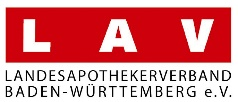 LAV
LANDESAPOTHEKERVERBAND
BADEN-WÜRTTEMBERG e.V.